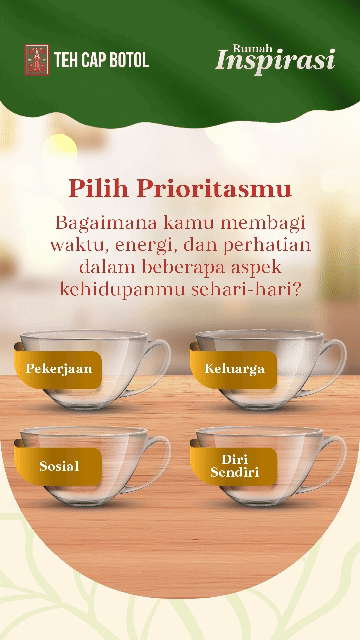 TEH CAP BOTOL
Rumah
Inspirasi
Pilih Prioritasmu
Bagaimana kamu membagi
waktu, energi, dan perhatian
dalam beberapa aspek
kehidupanmu sehari-hari?
Pekerjaan
Keluarga
Sosial
Diri
Sendiri